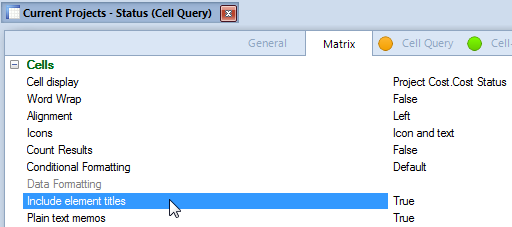 Current Projects - Status (Cell Query)
General Matrix Cell Query Cell-
Cells
Cell display Project Cost.Cost Status
Word Wrap False
Alignment Left
Icons Icon and text
Count Results False
Conditional Formatting Default
Data Formatting
Include element titles True
Plain text memos True